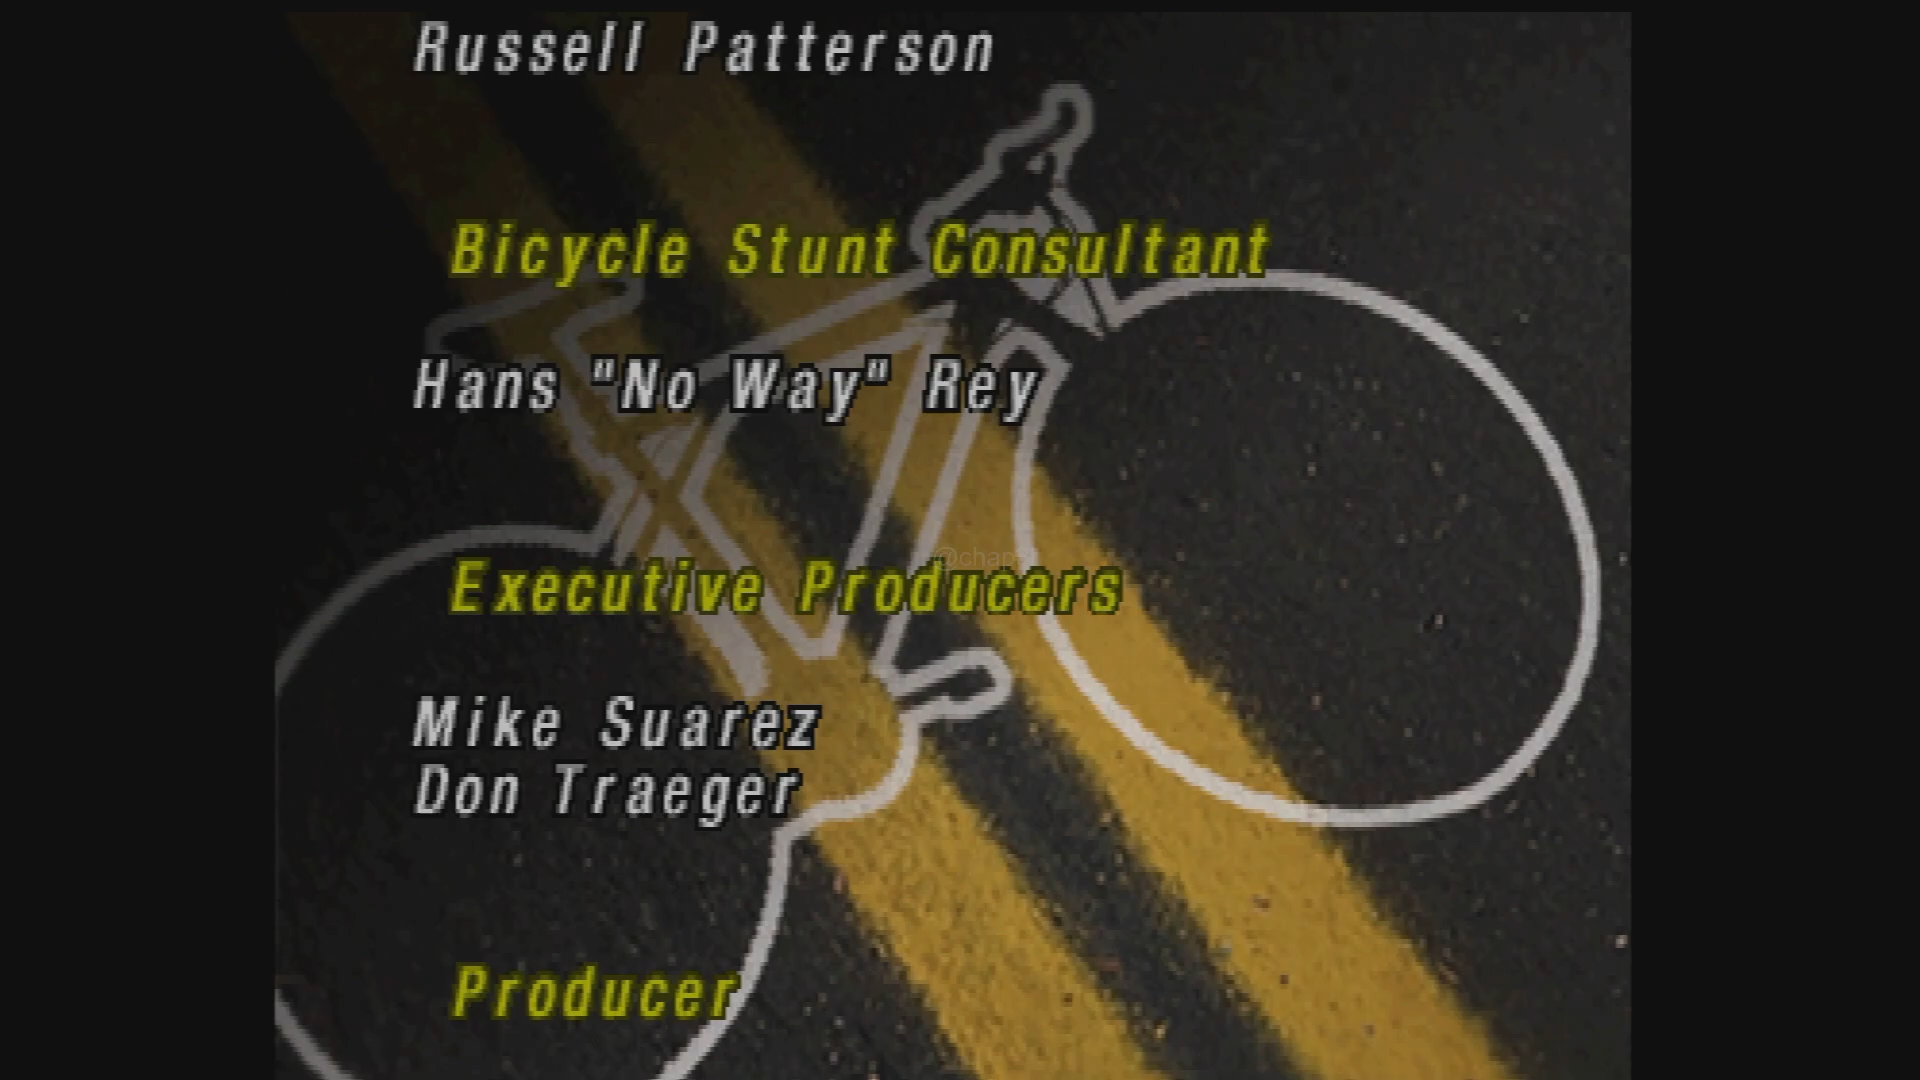 Russell Patterson
Bicycle Stunt Consultant
Hans "No Way" Rey
Executive Producers
Mike Suarez
Don Traeger
Producer